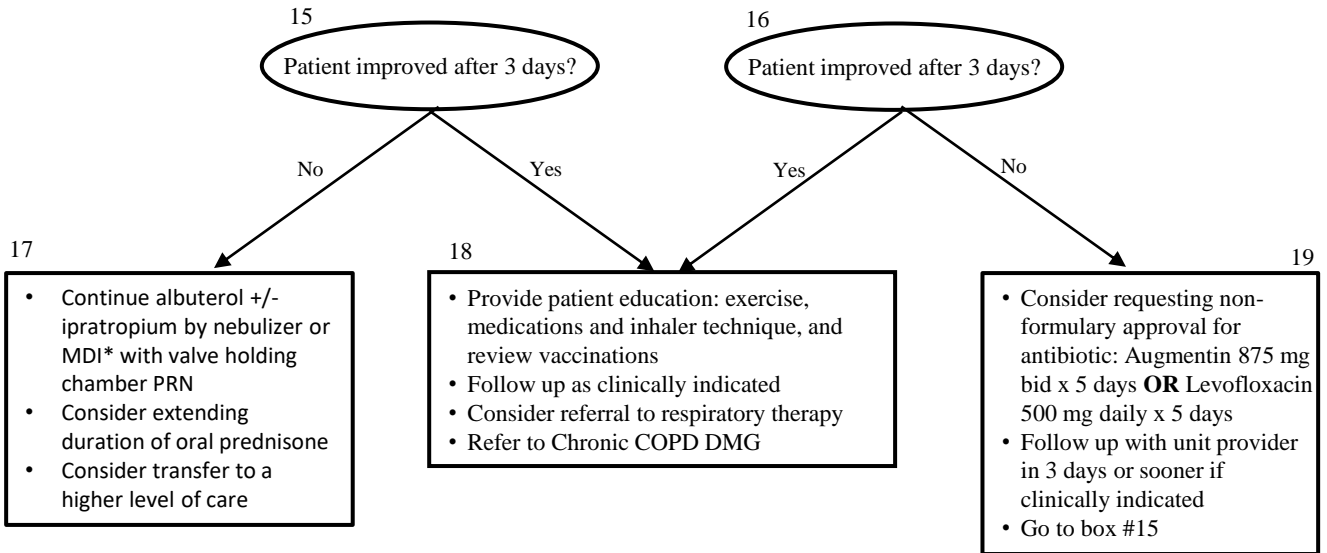 15
16
Patient improved after 3 days?
Patient improved after 3 days?
No
Yes
Yes
No
17
• Continue albuterol +/-
ipratropium by nebulizer or
MDI* with valve holding
chamber PRN
• Consider extending
duration of oral prednisone
• Consider transfer to a
higher level of care
18
• Provide patient education: exercise,
medications and inhaler technique, and
review vaccinations
• Follow up as clinically indicated
• Consider referral to respiratory therapy
• Refer to Chronic COPD DMG
19
• Consider requesting non-
formulary approval for
antibiotic: Augmentin 875 mg
bid x 5 days OR Levofloxacin
500 mg daily x 5 days
• Follow up with unit provider
in 3 days or sooner if
clinically indicated
• Go to box #15